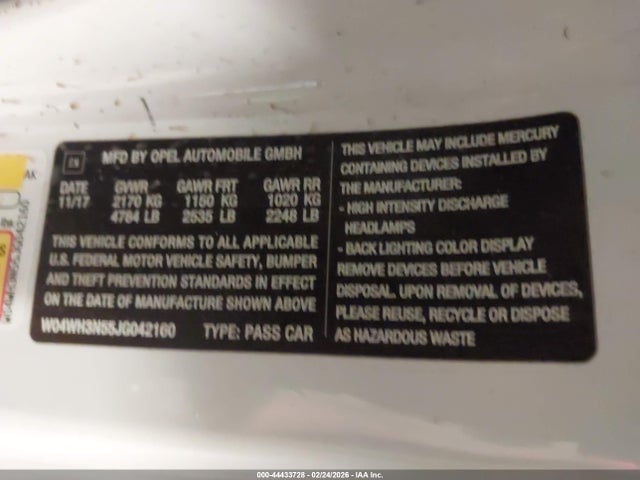 GM
MFD BY OPEL AUTOMOBILE GMBH
DATE GVWR GAWR FRT GAWR RR
11/17 2170 KG 1150 KG 1020 KG
4784 LB 2535 LB 2248 LB
THIS VEHICLE CONFORMS TO ALL APPLICABLE
U.S. FEDERAL MOTOR VEHICLE SAFETY, BUMPER
AND THEFT PREVENTION STANDARDS IN EFFECT
ON THE DATE OF MANUFACTURE SHOWN ABOVE
W04WH3N55JG042160 TYPE: PASS CAR
THIS VEHICLE MAY INCLUDE MERCURY
CONTAINING DEVICES INSTALLED BY
THE MANUFACTURER:
- HIGH INTENSITY DISCHARGE
HEADLAMPS
- BACK LIGHTING COLOR DISPLAY
REMOVE DEVICES BEFORE VEHICLE
DISPOSAL. UPON REMOVAL OF DEVICES,
PLEASE REUSE, RECYCLE OR DISPOSE
AS HAZARDOUS WASTE
000-44433728 - 02/24/2026 - IAA Inc.